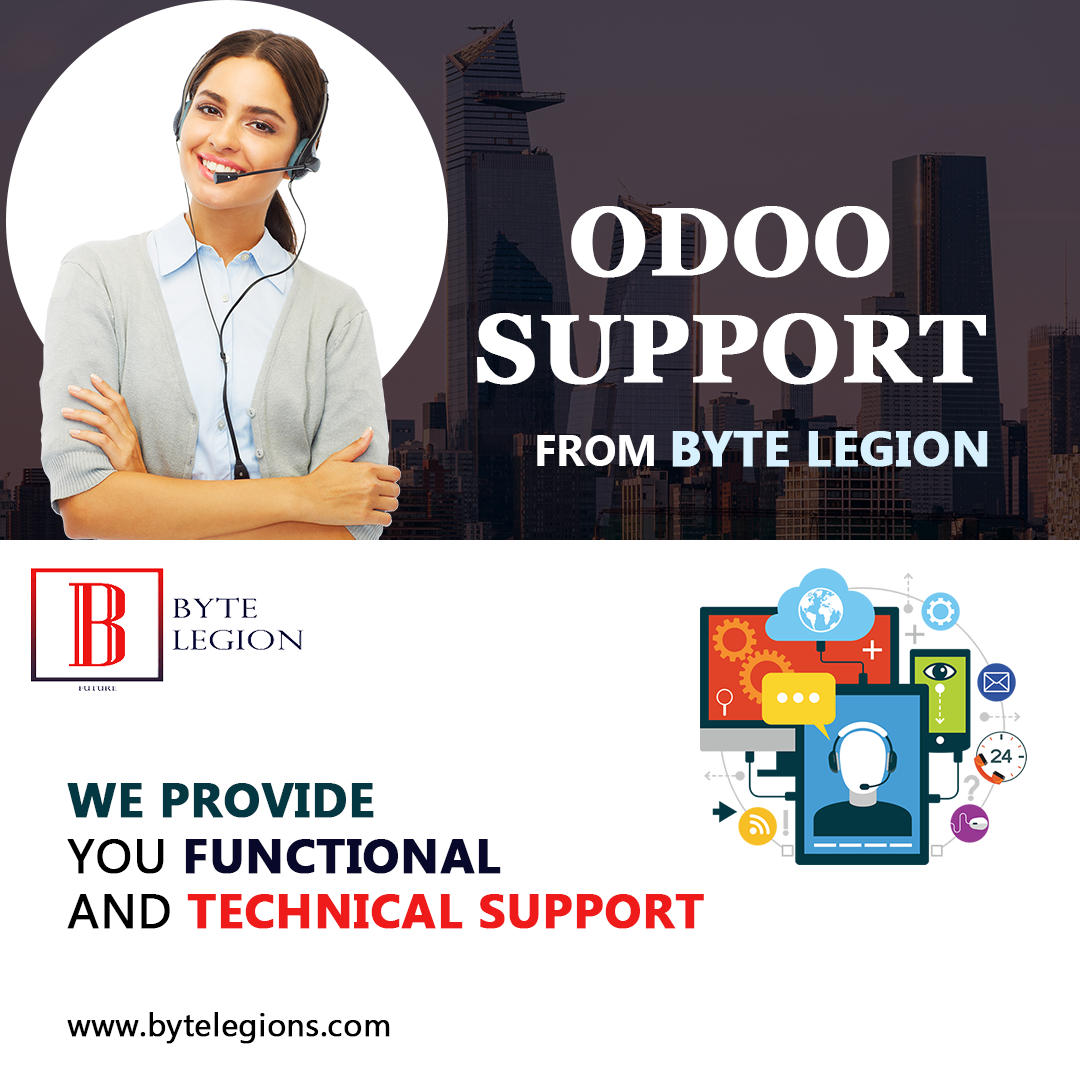 ODOO
SUPPORT
FROM BYTE LEGION
B
BYTE
LEGION
FUTURE
24
?
!
WE PROVIDE
YOU FUNCTIONAL
AND TECHNICAL SUPPORT
www.bytelegions.com